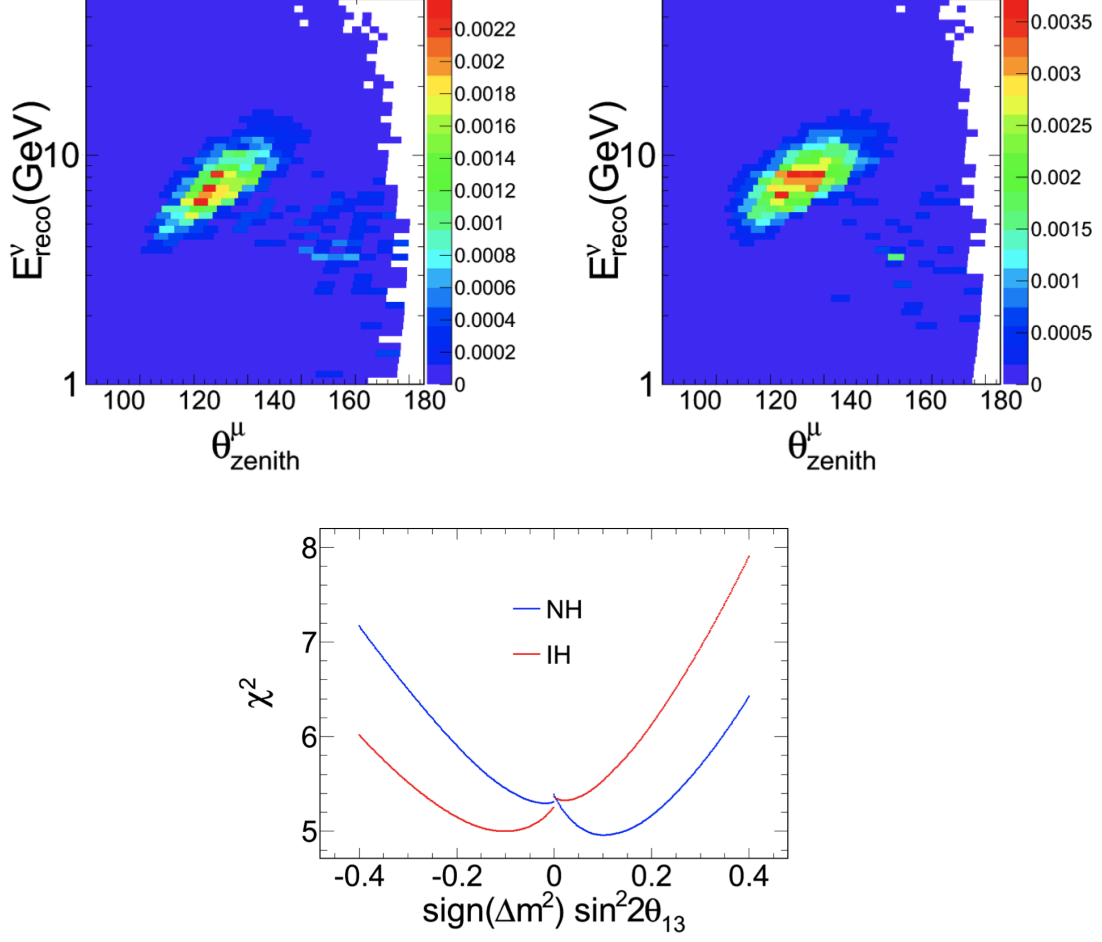 0.0022
0.002
0.0018
0.0016
0.0014
0.0012
0.001
0.0008
0.0006
0.0004
0.0002
0
E^ν_reco(GeV)
10
1
100 120 140 160 180
θ^μ_zenith
0.0035
0.003
0.0025
0.002
0.0015
0.001
0.0005
0
E^ν_reco(GeV)
10
1
100 120 140 160 180
θ^μ_zenith
8
7
6
5
χ²
NH
IH
-0.4 -0.2 0 0.2 0.4
sign(Δm²) sin²2θ₁₃